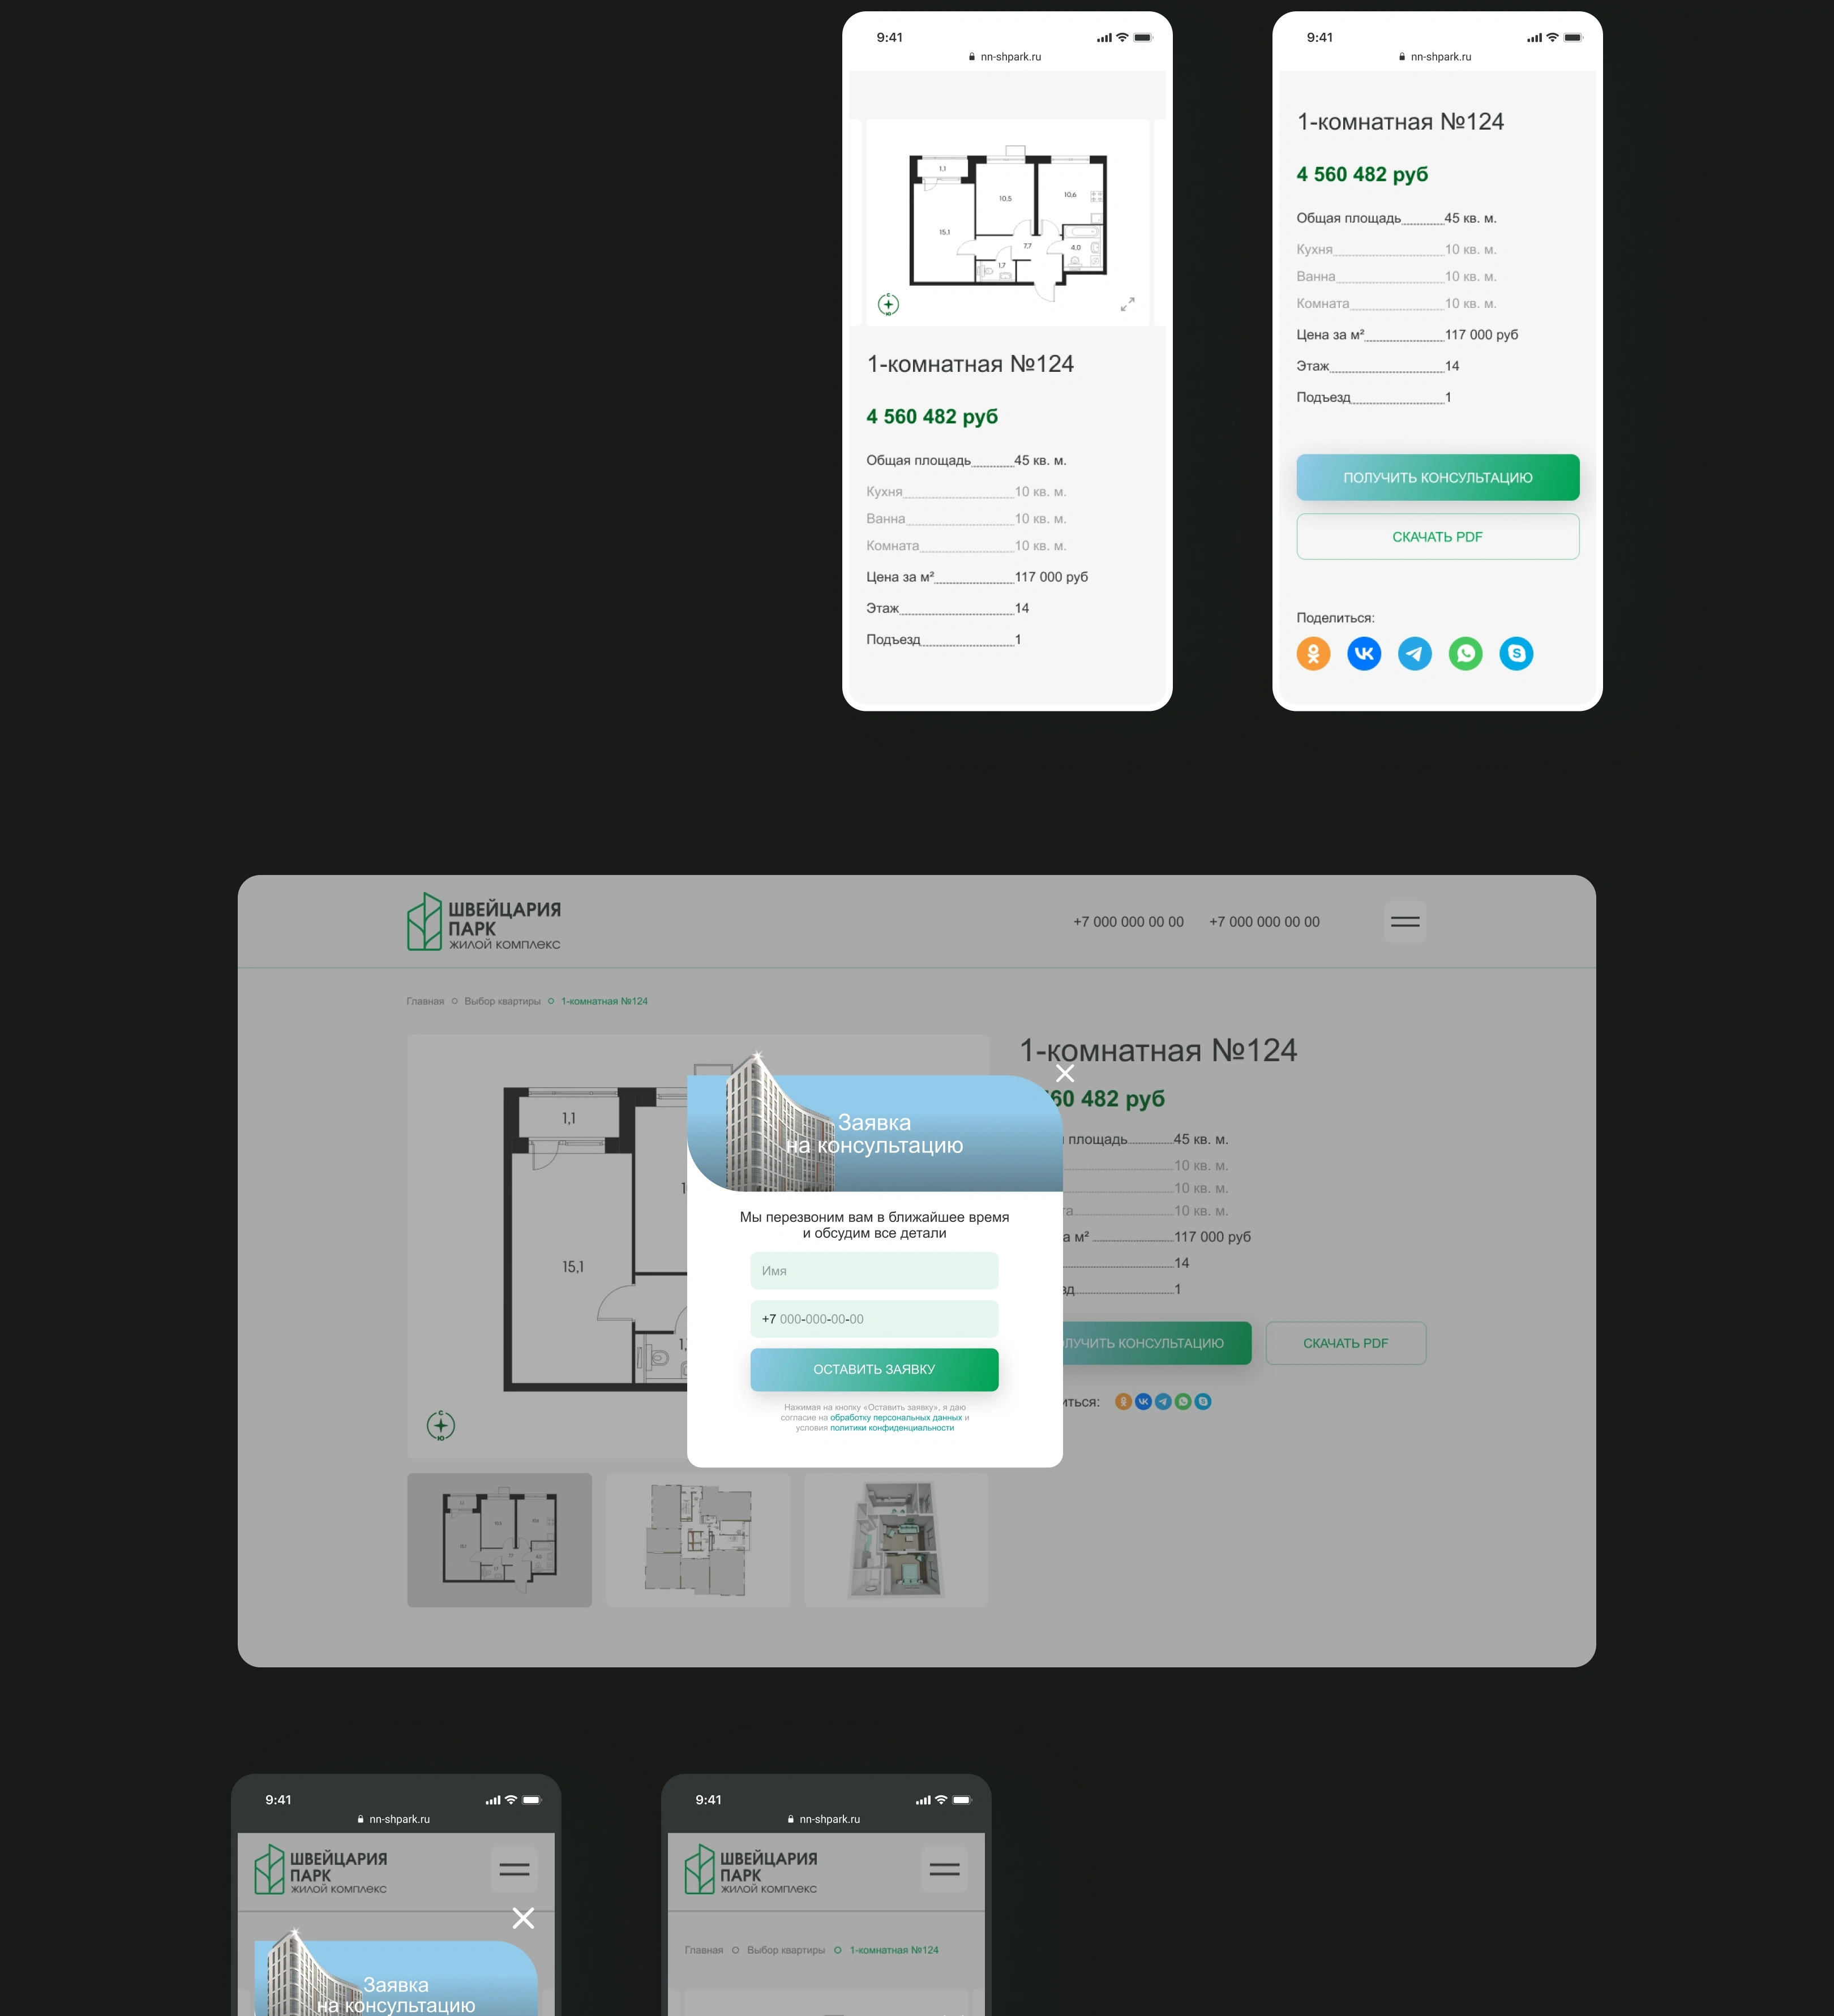 9:41
nn-shpark.ru
1,1
10,5
10,6
15,1
7,7
4,0
1,7
С
Ю
1-комнатная №124
4 560 482 руб
Общая площадь 45 кв. м.
Кухня 10 кв. м.
Ванна 10 кв. м.
Комната 10 кв. м.
Цена за м² 117 000 руб
Этаж 14
Подъезд 1
9:41
nn-shpark.ru
1-комнатная №124
4 560 482 руб
Общая площадь 45 кв. м.
Кухня 10 кв. м.
Ванна 10 кв. м.
Комната 10 кв. м.
Цена за м² 117 000 руб
Этаж 14
Подъезд 1
ПОЛУЧИТЬ КОНСУЛЬТАЦИЮ
СКАЧАТЬ PDF
Поделиться:
ШВЕЙЦАРИЯ
ПАРК
ЖИЛОЙ КОМПЛЕКС
+7 000 000 00 00 +7 000 000 00 00
Главная Выбор квартиры 1-комнатная №124
1,1
15,1
С
Ю
1-комнатная №124
60 482 руб
площадь 45 кв. м.
10 кв. м.
10 кв. м.
та 10 кв. м.
а м² 117 000 руб
14
зд 1
ЛУЧИТЬ КОНСУЛЬТАЦИЮ
СКАЧАТЬ PDF
иться:
Заявка
на консультацию
Мы перезвоним вам в ближайшее время
и обсудим все детали
Имя
+7 000-000-00-00
ОСТАВИТЬ ЗАЯВКУ
Нажимая на кнопку «Оставить заявку», я даю
согласие на обработку персональных данных и
условия политики конфиденциальности
9:41
nn-shpark.ru
ШВЕЙЦАРИЯ
ПАРК
ЖИЛОЙ КОМПЛЕКС
Заявка
на консультацию
9:41
nn-shpark.ru
ШВЕЙЦАРИЯ
ПАРК
ЖИЛОЙ КОМПЛЕКС
Главная Выбор квартиры 1-комнатная №124